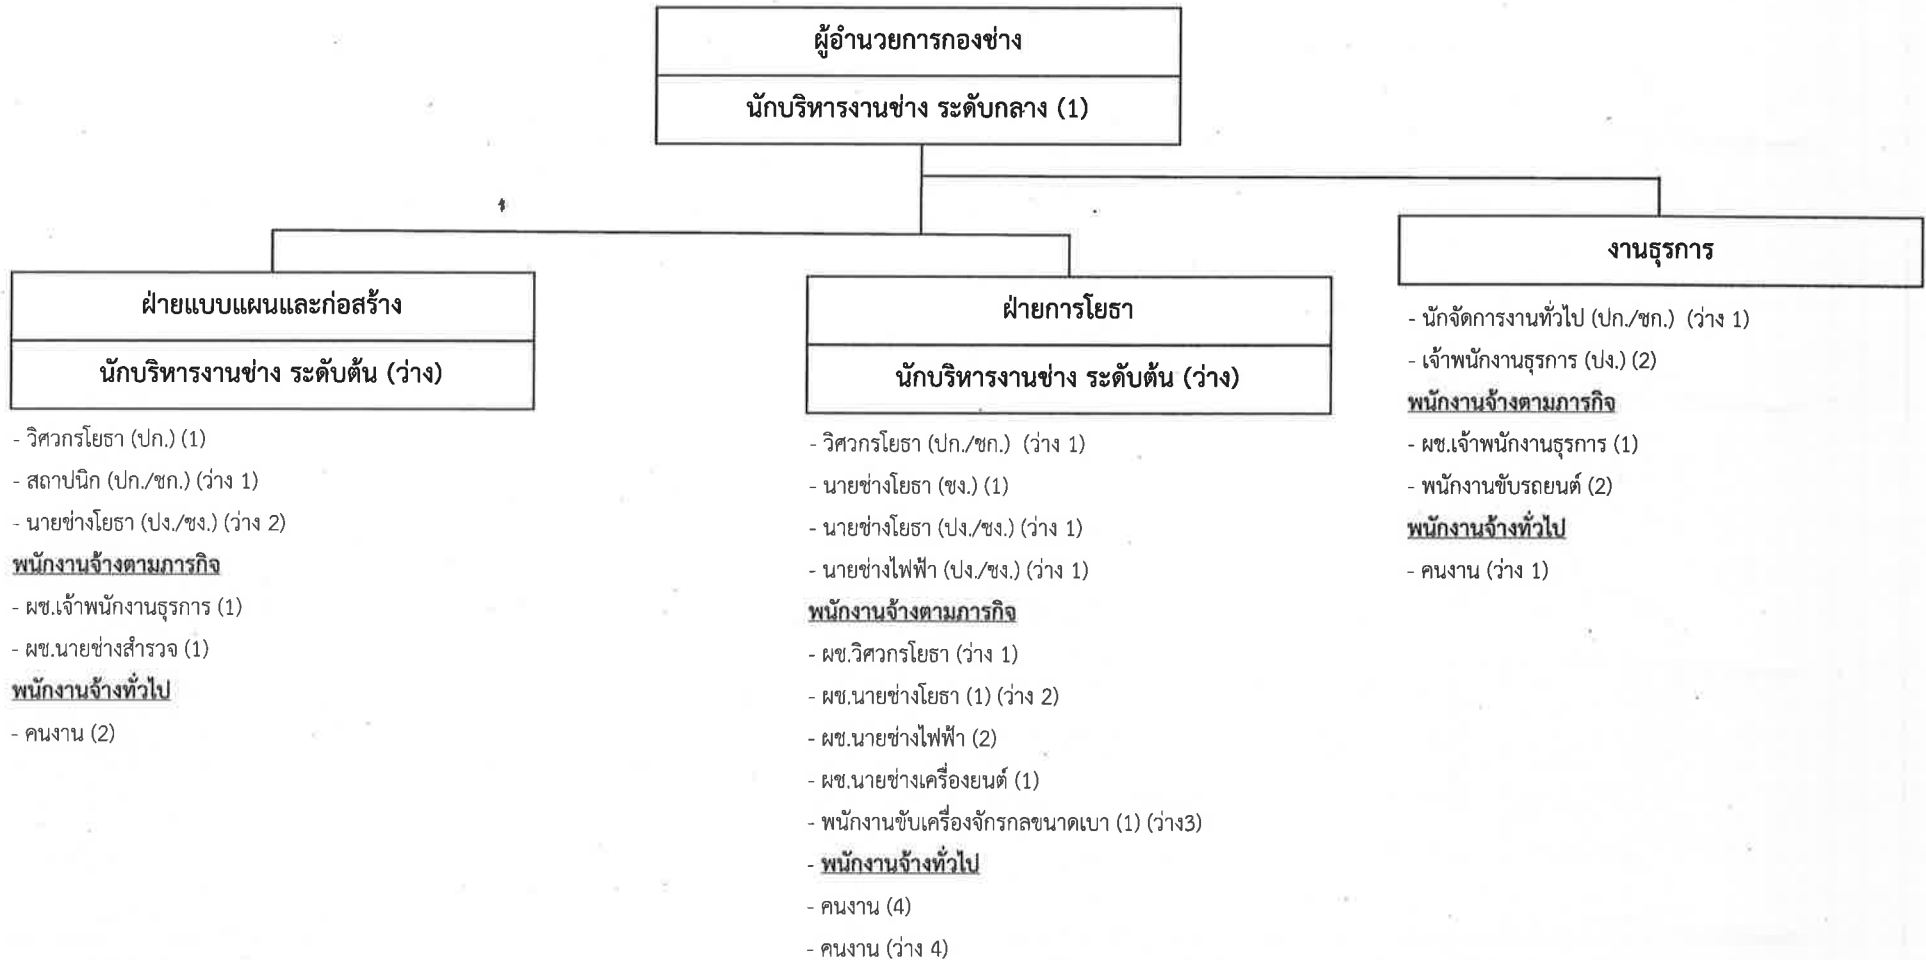 ผู้อำนวยการกองช่าง
นักบริหารงานช่าง ระดับกลาง (1)
ฝ่ายแบบแผนและก่อสร้าง
นักบริหารงานช่าง ระดับต้น (ว่าง)
- วิศวกรโยธา (ปก.) (1)
- สถาปนิก (ปก./ชก.) (ว่าง 1)
- นายช่างโยธา (ปง./ชง.) (ว่าง 2)
พนักงานจ้างตามภารกิจ
- ผช.เจ้าพนักงานธุรการ (1)
- ผช.นายช่างสำรวจ (1)
พนักงานจ้างทั่วไป
- คนงาน (2)
ฝ่ายการโยธา
นักบริหารงานช่าง ระดับต้น (ว่าง)
- วิศวกรโยธา (ปก./ชก.) (ว่าง 1)
- นายช่างโยธา (ชง.) (1)
- นายช่างโยธา (ปง./ชง.) (ว่าง 1)
- นายช่างไฟฟ้า (ปง./ชง.) (ว่าง 1)
พนักงานจ้างตามภารกิจ
- ผช.วิศวกรโยธา (ว่าง 1)
- ผช.นายช่างโยธา (1) (ว่าง 2)
- ผช.นายช่างไฟฟ้า (2)
- ผช.นายช่างเครื่องยนต์ (1)
- พนักงานขับเครื่องจักรกลขนาดเบา (1) (ว่าง3)
- พนักงานจ้างทั่วไป
- คนงาน (4)
- คนงาน (ว่าง 4)
งานธุรการ
- นักจัดการงานทั่วไป (ปก./ชก.) (ว่าง 1)
- เจ้าพนักงานธุรการ (ปง.) (2)
พนักงานจ้างตามภารกิจ
- ผช.เจ้าพนักงานธุรการ (1)
- พนักงานขับรถยนต์ (2)
พนักงานจ้างทั่วไป
- คนงาน (ว่าง 1)